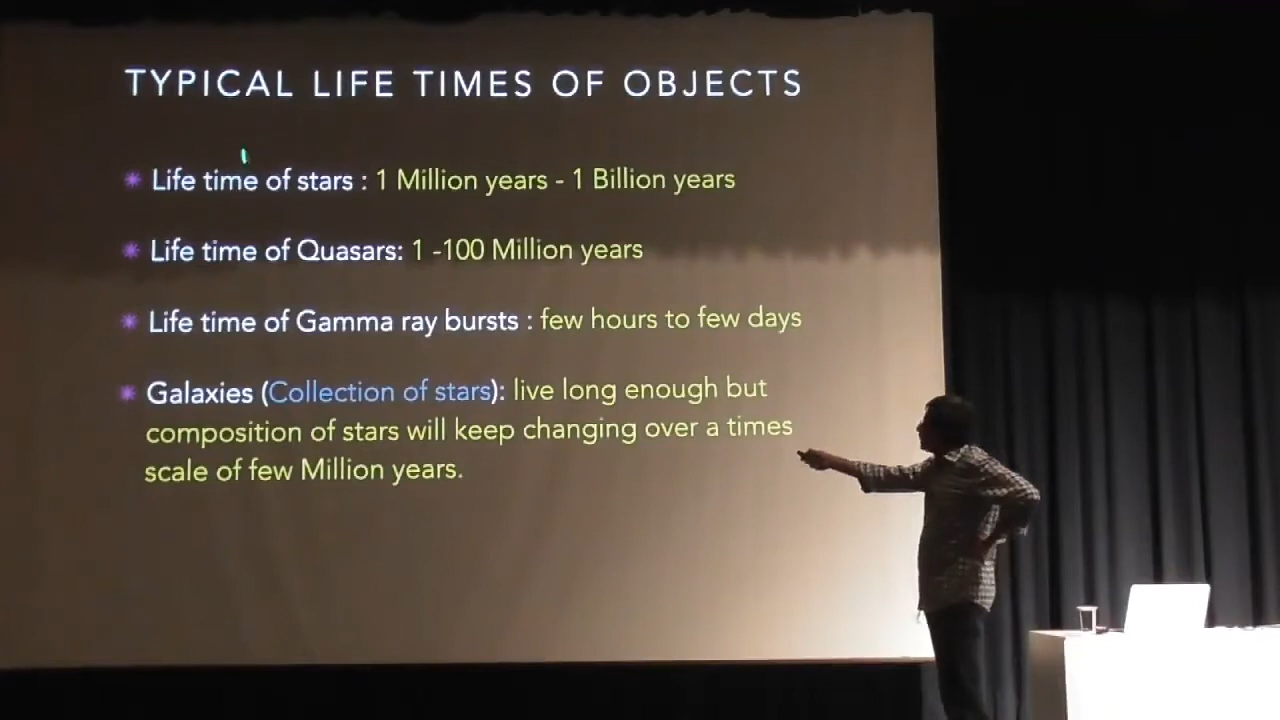 TYPICAL LIFE TIMES OF OBJECTS
* Life time of stars : 1 Million years - 1 Billion years
* Life time of Quasars: 1 -100 Million years
* Life time of Gamma ray bursts : few hours to few days
* Galaxies (Collection of stars): live long enough but
composition of stars will keep changing over a times
scale of few Million years.